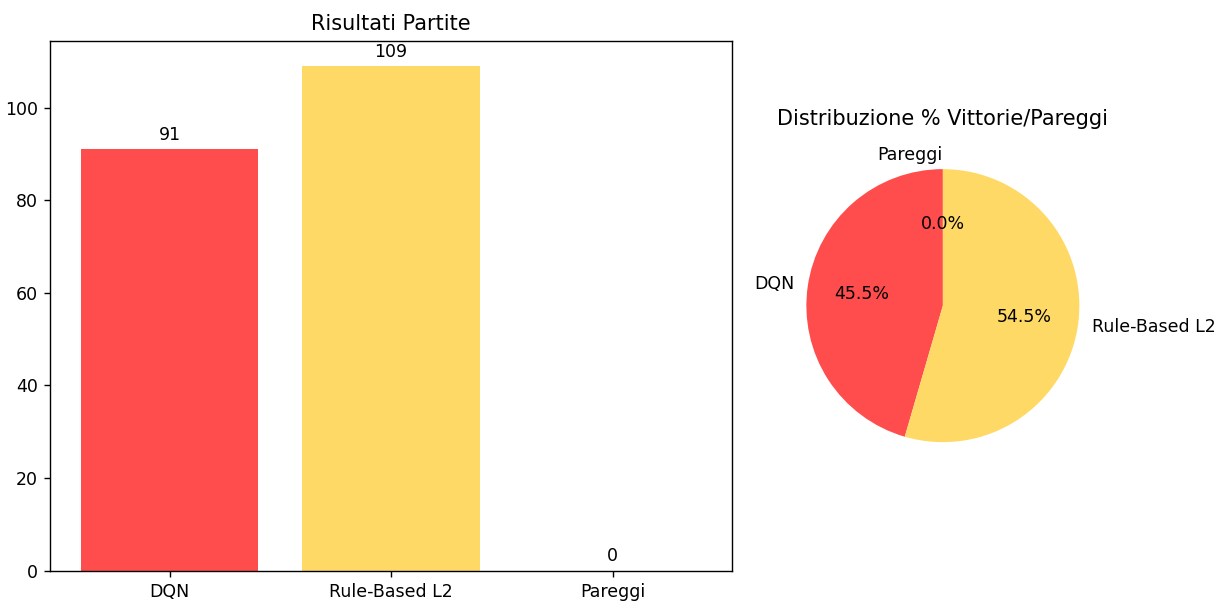 Risultati Partite
109
91
0
100
80
60
40
20
0
DQN
Rule-Based L2
Pareggi
Distribuzione % Vittorie/Pareggi
Pareggi
0.0%
DQN
45.5%
54.5%
Rule-Based L2